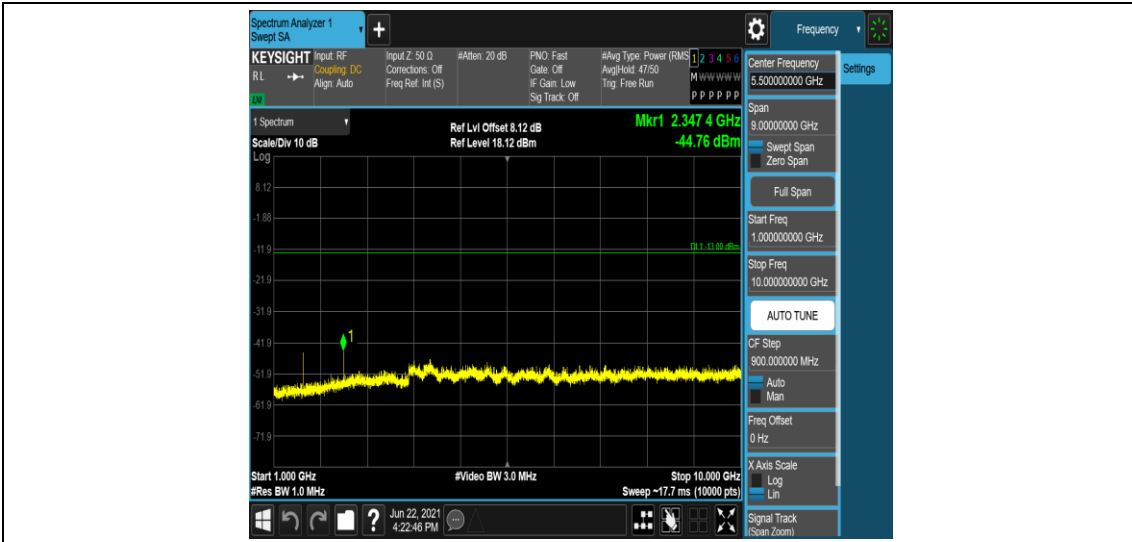 Spectrum Analyzer 1
Swept SA
+
Frequency
KEYSIGHT
RL
LXI
Input: RF
Coupling: DC
Align: Auto
Input Z: 50 Ω
Corrections: Off
Freq Ref: Int (S)
#Atten: 20 dB
PNO: Fast
Gate: Off
IF Gain: Low
Sig Track: Off
#Avg Type: Power (RMS
Avg|Hold: 47/50
Trig: Free Run
1 2 3 4 5 6
M W W W W W
P P P P P P
1 Spectrum
Scale/Div 10 dB
Log
Ref Lvl Offset 8.12 dB
Ref Level 18.12 dBm
Mkr1 2.347 4 GHz
-44.76 dBm
8.12
-1.88
-11.9
DL1 -13.00 dBm
-21.9
-31.9
-41.9
1
-51.9
-61.9
-71.9
Start 1.000 GHz
#Res BW 1.0 MHz
#Video BW 3.0 MHz
Stop 10.000 GHz
Sweep ~17.7 ms (10000 pts)
?
Jun 22, 2021
4:22:46 PM
Center Frequency
5.50000000 GHz
Settings
Span
9.00000000 GHz
Swept Span
Zero Span
Full Span
Start Freq
1.000000000 GHz
Stop Freq
10.000000000 GHz
AUTO TUNE
CF Step
900.000000 MHz
Auto
Man
Freq Offset
0 Hz
X Axis Scale
Log
Lin
Signal Track
(Span Zoom)